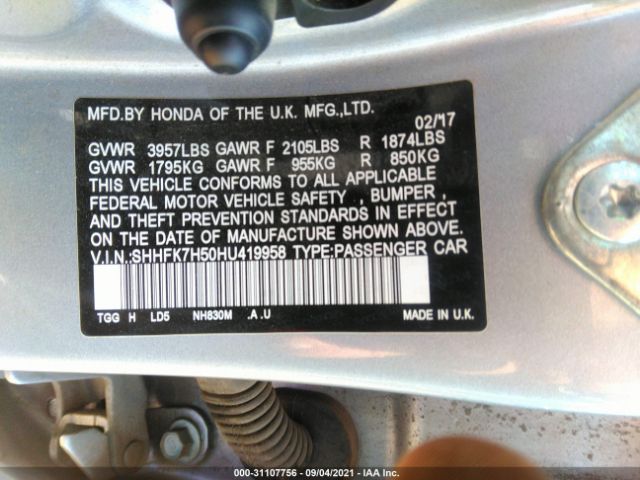 MFD.BY HONDA OF THE U.K. MFG.,LTD.
02/17
GVWR 3957LBS GAWR F 2105LBS R 1874LBS
GVWR 1795KG GAWR F 955KG R 850KG
THIS VEHICLE CONFORMS TO ALL APPLICABLE
FEDERAL MOTOR VEHICLE SAFETY , BUMPER ,
AND THEFT PREVENTION STANDARDS IN EFFECT
ON THE DATE OF MANUFACTURE SHOWN ABOVE.
V.I.N.:SHHFK7H50HU419958 TYPE:PASSENGER CAR
TGG H LD5 NH830M .A.U MADE IN U.K.
000-31107756 - 09/04/2021 - IAA Inc.